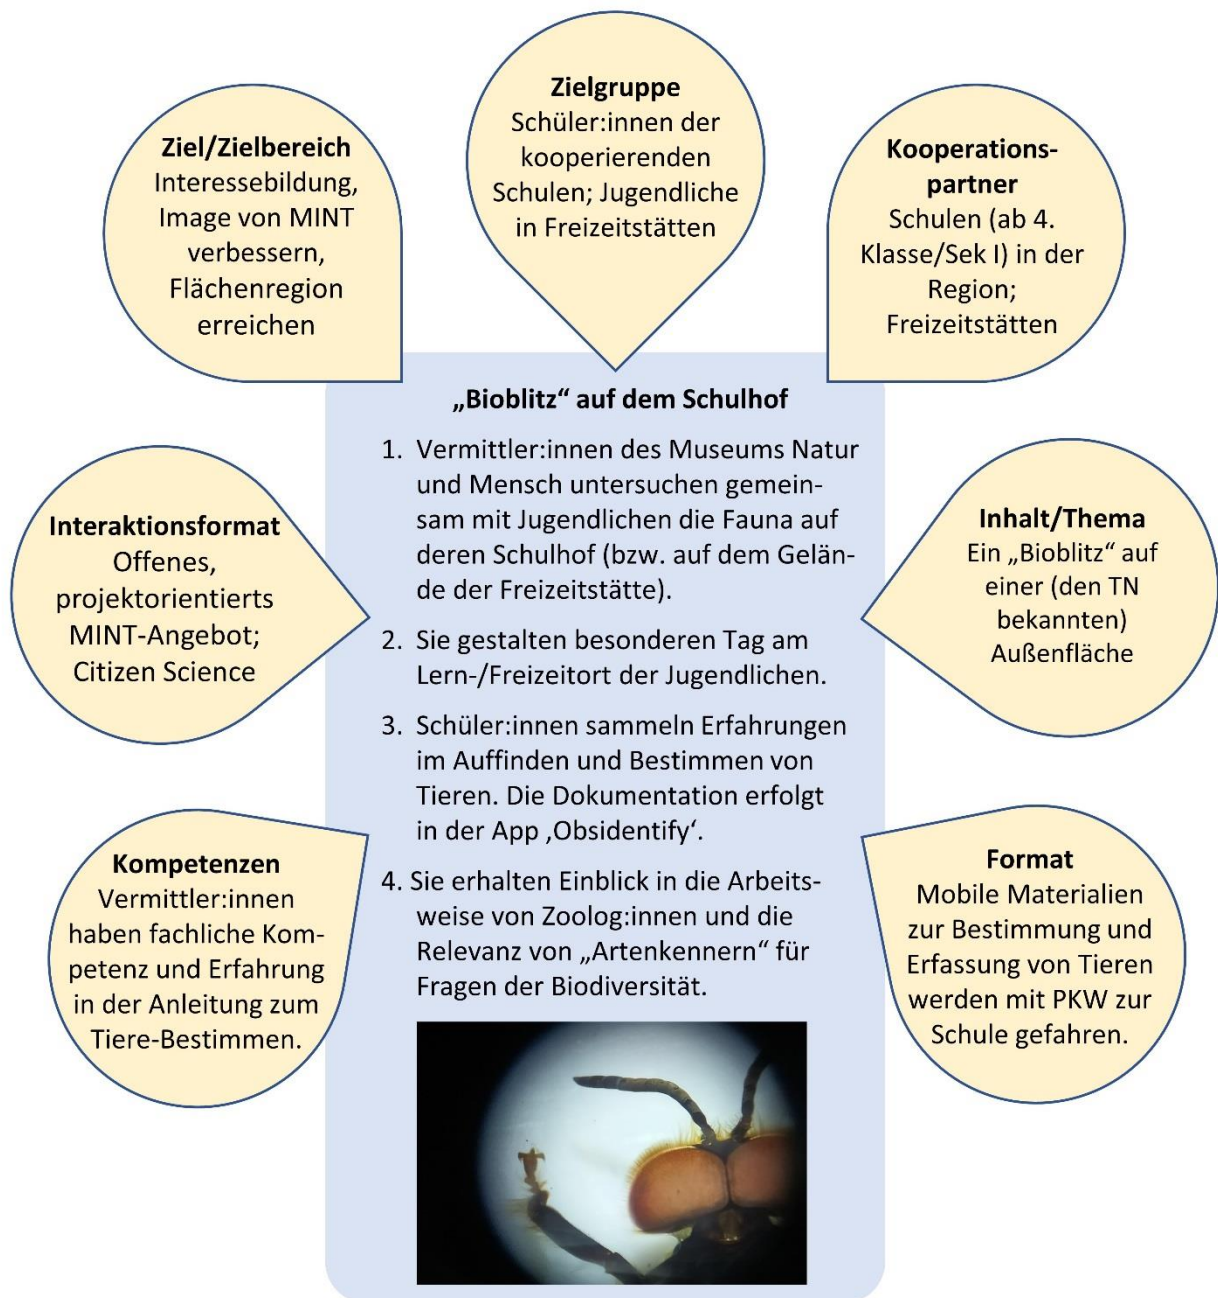 Zielgruppe
Schüler:innen der
kooperierenden
Schulen; Jugendliche
in Freizeitstätten
Ziel/Zielbereich
Interessebildung,
Image von MINT
verbessern,
Flächenregion
erreichen
Kooperations-
partner
Schulen (ab 4.
Klasse/Sek I) in der
Region;
Freizeitstätten
„Bioblitz“ auf dem Schulhof
1. Vermittler:innen des Museums Natur
und Mensch untersuchen gemein-
sam mit Jugendlichen die Fauna auf
deren Schulhof (bzw. auf dem Gelän-
de der Freizeitstätte).
2. Sie gestalten besonderen Tag am
Lern-/Freizeitort der Jugendlichen.
3. Schüler:innen sammeln Erfahrungen
im Auffinden und Bestimmen von
Tieren. Die Dokumentation erfolgt
in der App ‚Obsidentify‘.
4. Sie erhalten Einblick in die Arbeits-
weise von Zoolog:innen und die
Relevanz von „Artenkennern“ für
Fragen der Biodiversität.
Interaktionsformat
Offenes,
projektorientierts
MINT-Angebot;
Citizen Science
Inhalt/Thema
Ein „Bioblitz“ auf
einer (den TN
bekannten)
Außenfläche
Kompetenzen
Vermittler:innen
haben fachliche Kom-
petenz und Erfahrung
in der Anleitung zum
Tiere-Bestimmen.
Format
Mobile Materialien
zur Bestimmung und
Erfassung von Tieren
werden mit PKW zur
Schule gefahren.